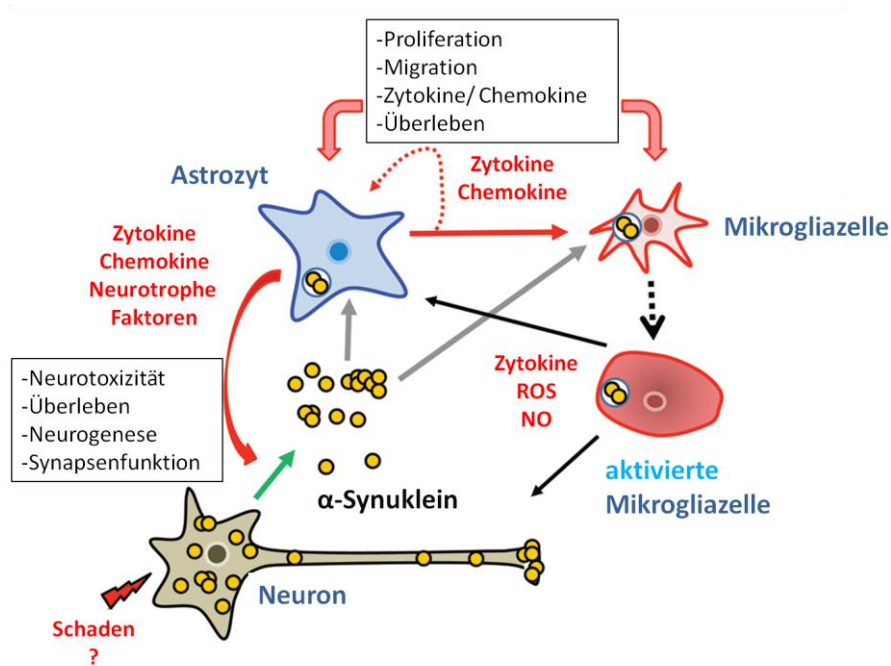 -Proliferation
-Migration
-Zytokine/ Chemokine
-Überleben
Astrozyt
Zytokine
Chemokine
Mikrogliazelle
Zytokine
Chemokine
Neurotrophe
Faktoren
-Neurotoxizität
-Überleben
-Neurogenese
-Synapsenfunktion
Zytokine
ROS
NO
α-Synuklein
aktivierte
Mikrogliazelle
Neuron
Schaden
?